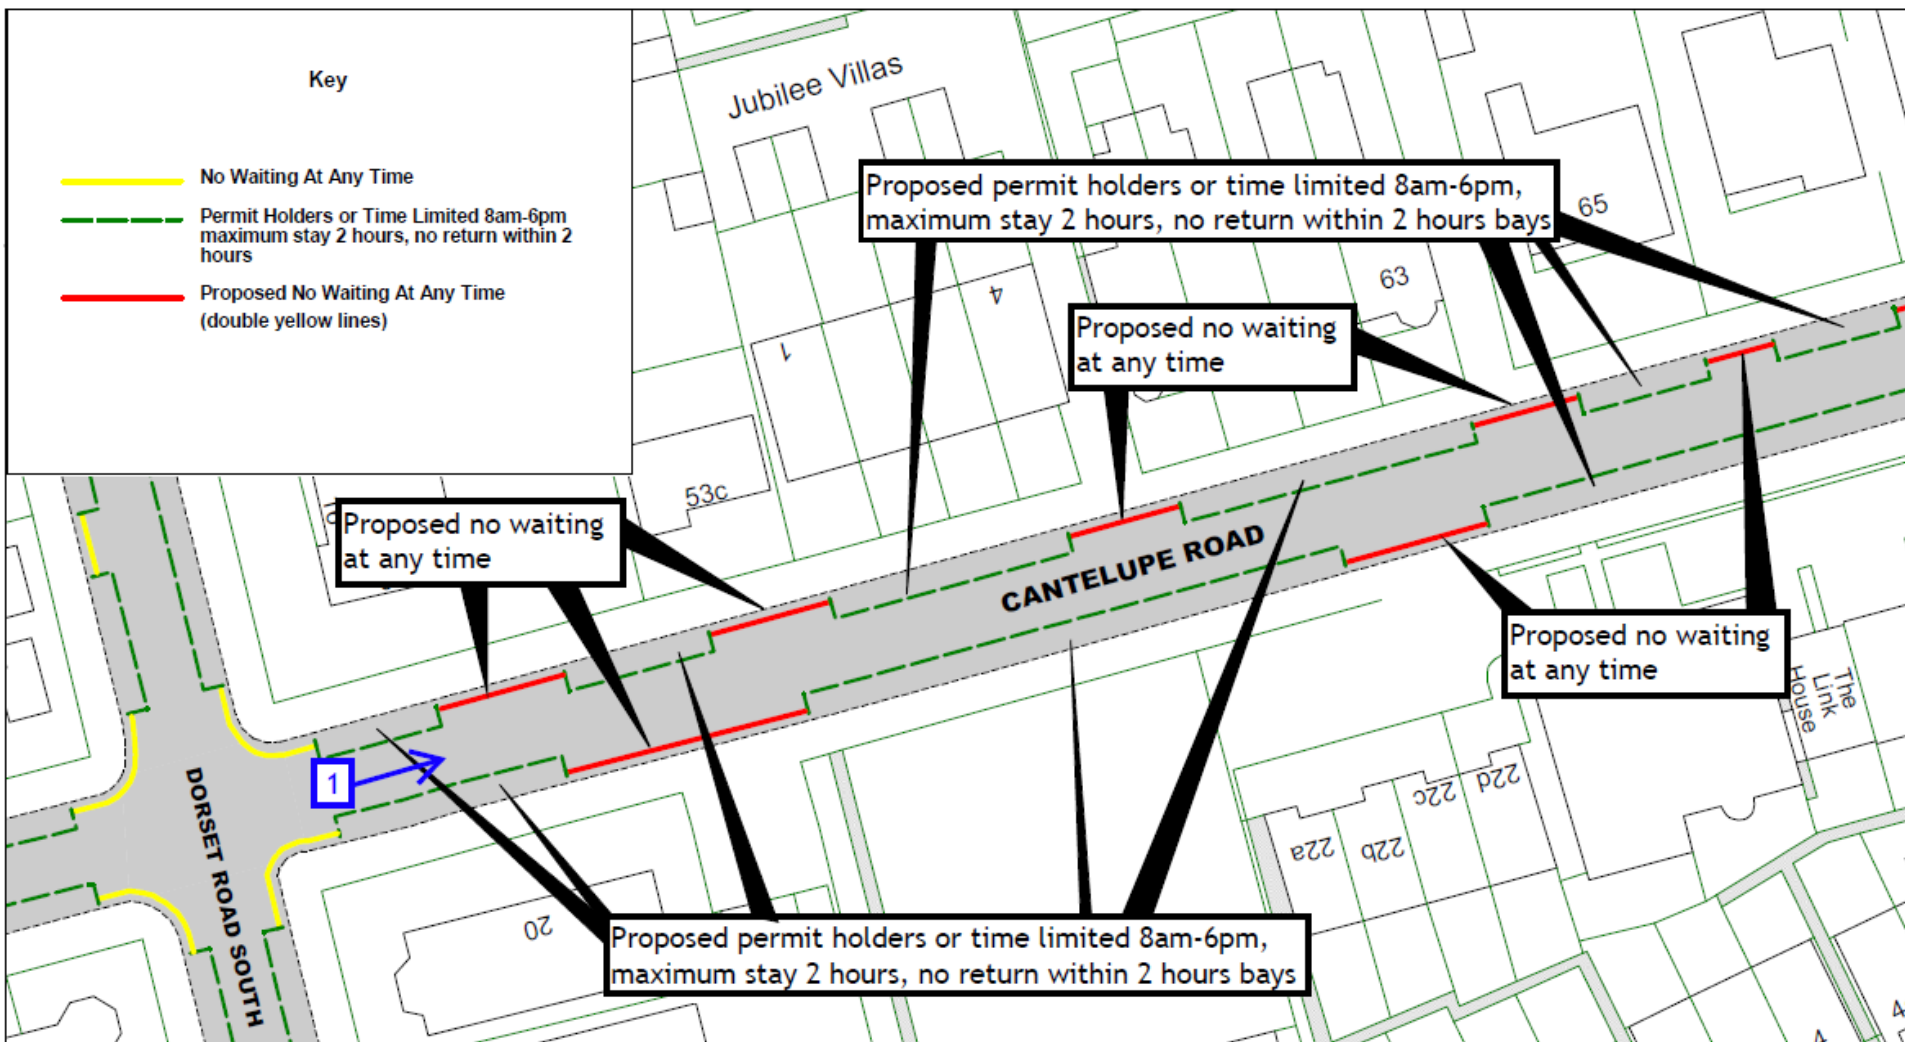 Key
No Waiting At Any Time
Permit Holders or Time Limited 8am-6pm
maximum stay 2 hours, no return within 2
hours
Proposed No Waiting At Any Time
(double yellow lines)
Jubilee Villas
Proposed permit holders or time limited 8am-6pm,
maximum stay 2 hours, no return within 2 hours bays
65
63
4
1
Proposed no waiting
at any time
53c
Proposed no waiting
at any time
CANTELUPE ROAD
Proposed no waiting
at any time
The
Link
House
1
DORSET ROAD SOUTH
22a
22b
22c
22d
20
Proposed permit holders or time limited 8am-6pm,
maximum stay 2 hours, no return within 2 hours bays
4